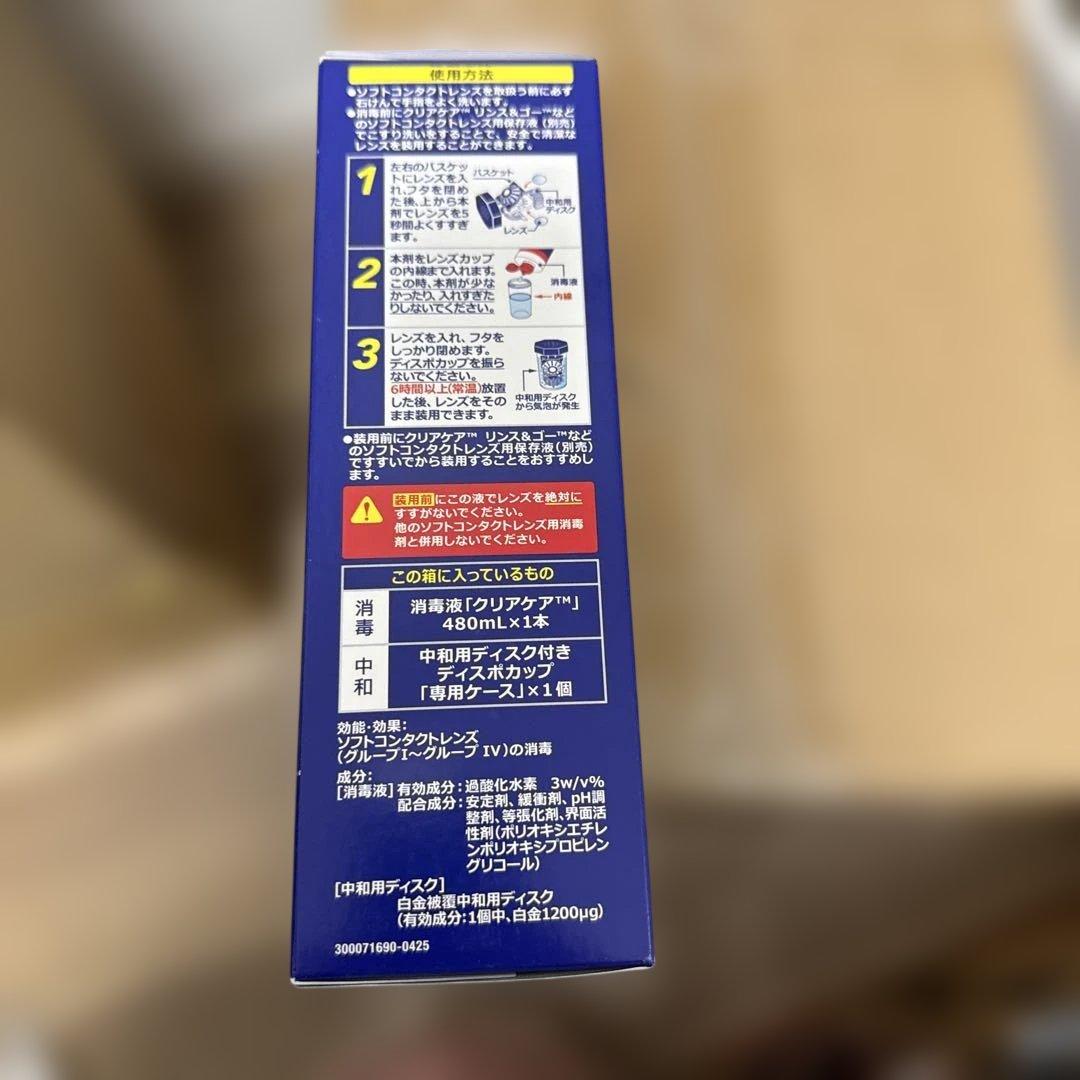 使用方法
●ソフトコンタクトレンズを取扱う前に必ず
石けんで手指をよく洗います。
●消毒前にクリアケア™ リンス&ゴー™など
のソフトコンタクトレンズ用保存液（別売）
でこすり洗いをすることで、安全で清潔な
レンズを装用することができます。
1
左右のバスケッ
トにレンズを入
れ、フタを閉め
た後、上から本
剤でレンズを5
秒間よくすすぎ
ます。
バスケット
中和用
ディスク
レンズ
2
本剤をレンズカップ
の内線まで入れます。
この時、本剤が少な
かったり、入れすぎた
りしないでください。
消毒液
内線
3
レンズを入れ、フタを
しっかり閉めます。
ディスポカップを振ら
ないでください。
6時間以上(常温)放置
した後、レンズをその
まま装用できます。
中和用ディスク
から気泡が発生
●装用前にクリアケア™ リンス&ゴー™など
のソフトコンタクトレンズ用保存液（別売）
ですすいでから装用することをおすすめし
ます。
装用前にこの液でレンズを絶対に
すすがないでください。
他のソフトコンタクトレンズ用消毒
剤と併用しないでください。
この箱に入っているもの
消毒
消毒液「クリアケア™」
480mL×1本
中和
中和用ディスク付き
ディスポカップ
「専用ケース」×1個
効能・効果：
ソフトコンタクトレンズ
（グループI～グループ IV）の消毒
成分：
[消毒液] 有効成分：過酸化水素 3w/v%
配合成分：安定剤、緩衝剤、pH調
整剤、等張化剤、界面活
性剤（ポリオキシエチレ
ンポリオキシプロピレン
グリコール）
[中和用ディスク]
白金被覆中和用ディスク
（有効成分：1個中、白金1200μg）
300071690-0425